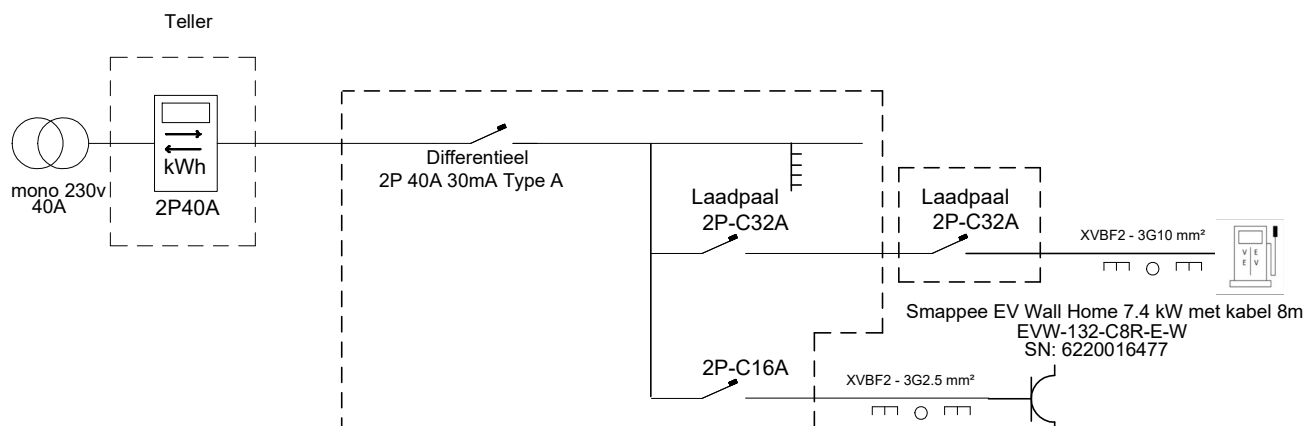 Teller
mono 230v
40A
kWh
2P40A
Differentieel
2P 40A 30mA Type A
Laadpaal
2P-C32A
Laadpaal
2P-C32A
XVBF2 - 3G10 mm²
V E
E V
Smappee EV Wall Home 7.4 kW met kabel 8m
EVW-132-C8R-E-W
SN: 6220016477
2P-C16A
XVBF2 - 3G2.5 mm²